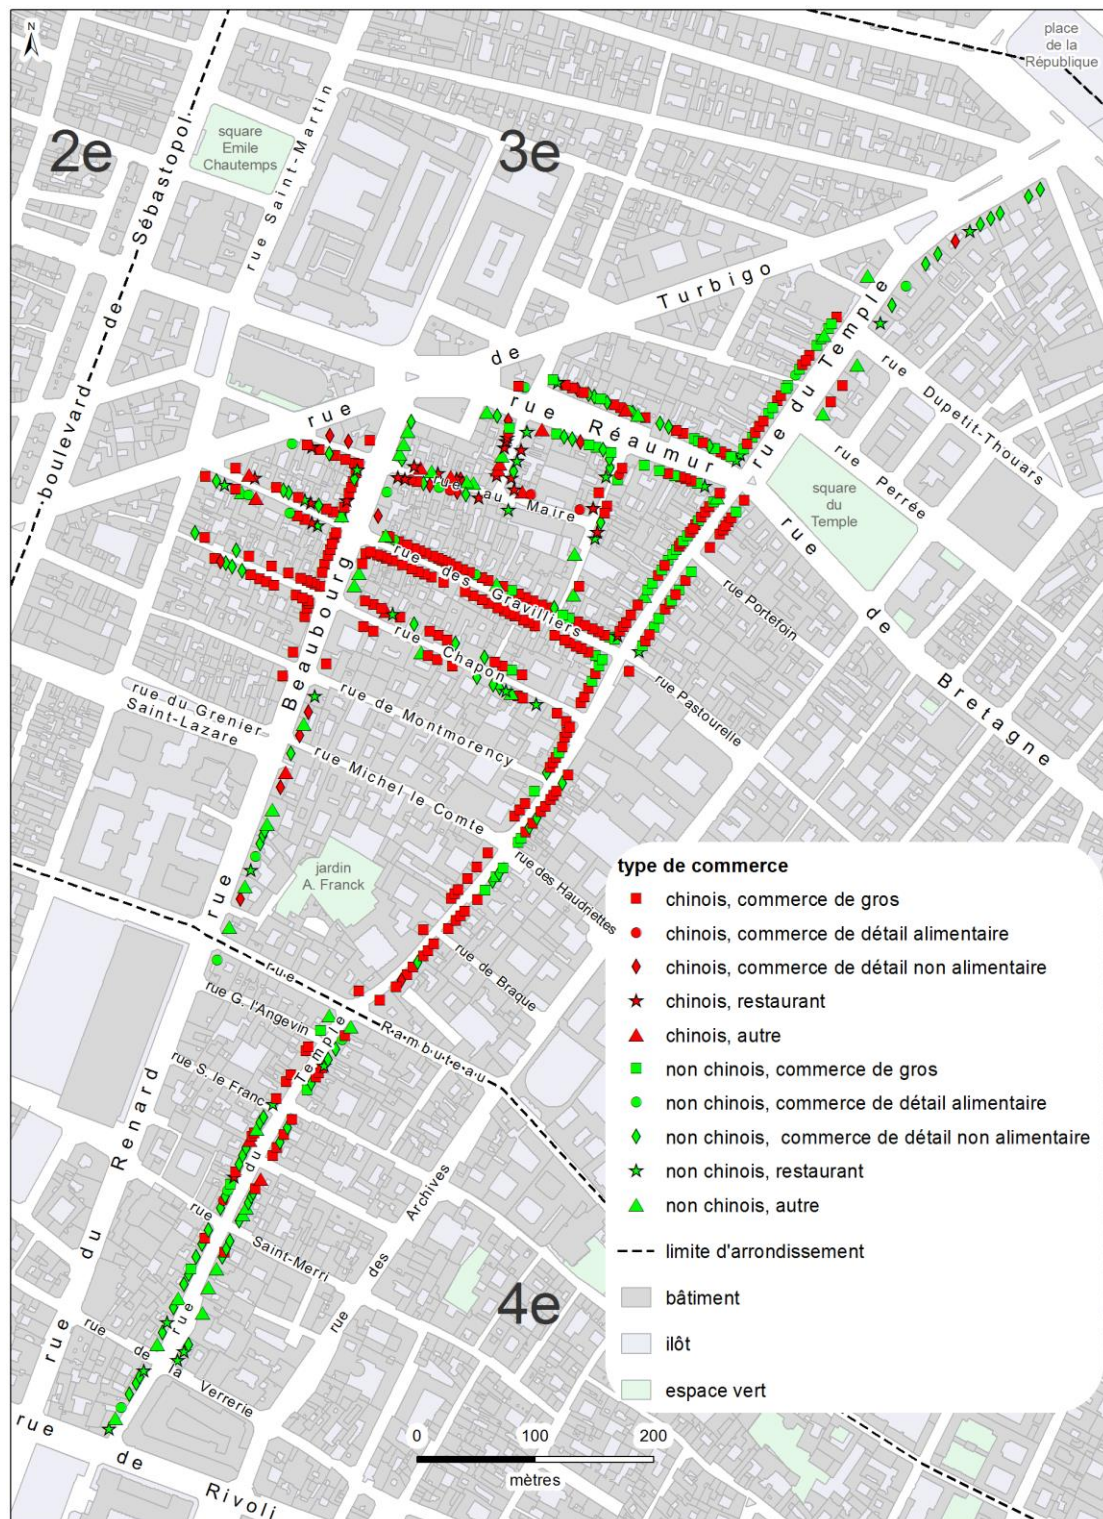 N
place
de la
République
2e
square
Emile
Chautemps
3e
boulevard de Sébastopol
rue Saint-Martin
rue de Turbigo
rue du Temple
rue Dupetit-Thouars
rue Réaumur
rue Perrée
square
du
Temple
rue au Maire
rue de Bretagne
rue Portefoin
rue des Gravilliers
rue Beaubourg
rue Chapon
rue Pastourelle
rue de Montmorency
rue du Grenier
Saint-Lazare
rue Michel le Comte
rue des Haudriettes
jardin
A. Franck
rue de Braque
rue Rambuteau
rue G. l'Angevin
rue S. le Franc
rue du Temple
rue du Renard
rue des Archives
rue Saint-Merri
4e
rue de la Verrerie
rue de Rivoli
type de commerce
chinois, commerce de gros
chinois, commerce de détail alimentaire
chinois, commerce de détail non alimentaire
chinois, restaurant
chinois, autre
non chinois, commerce de gros
non chinois, commerce de détail alimentaire
non chinois, commerce de détail non alimentaire
non chinois, restaurant
non chinois, autre
limite d'arrondissement
bâtiment
ilôt
espace vert
0 100 200
mètres